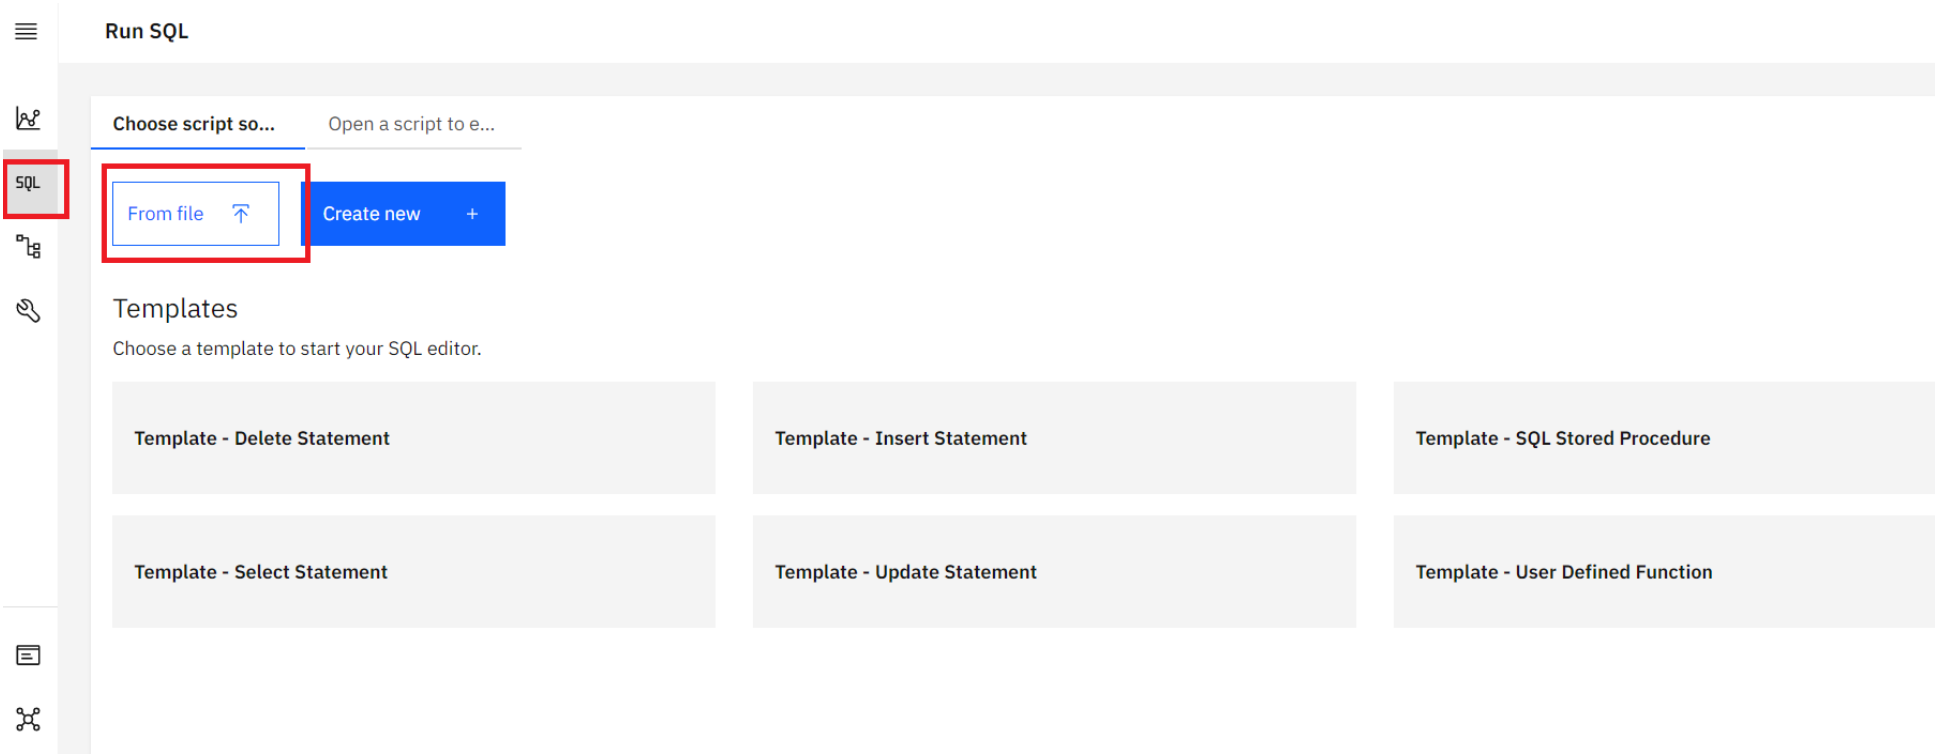 Run SQL
Choose script so...
Open a script to e...
SQL
From file
Create new +
Templates
Choose a template to start your SQL editor.
Template - Delete Statement
Template - Insert Statement
Template - SQL Stored Procedure
Template - Select Statement
Template - Update Statement
Template - User Defined Function